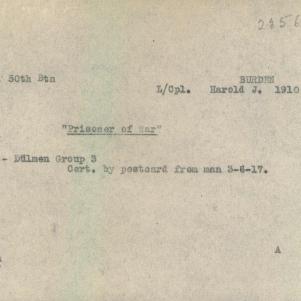 2856
50th Btn
BURDEN
L/Cpl. Harold J. 1910
"Prisoner of War"
- Dülmen Group 3
Cert. by postcard from man 3-6-17.
A